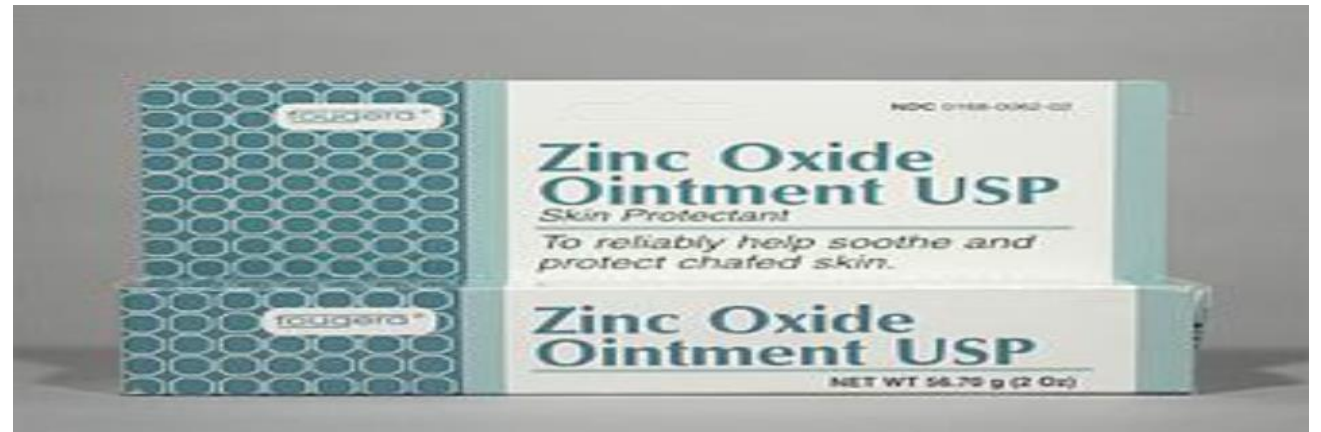 fougera®
NDC 0168-0062-02
Zinc Oxide
Ointment USP
Skin Protectant
To reliably help soothe and
protect chafed skin.
fougera®
Zinc Oxide
Ointment USP
NET WT 56.70 g (2 Oz)